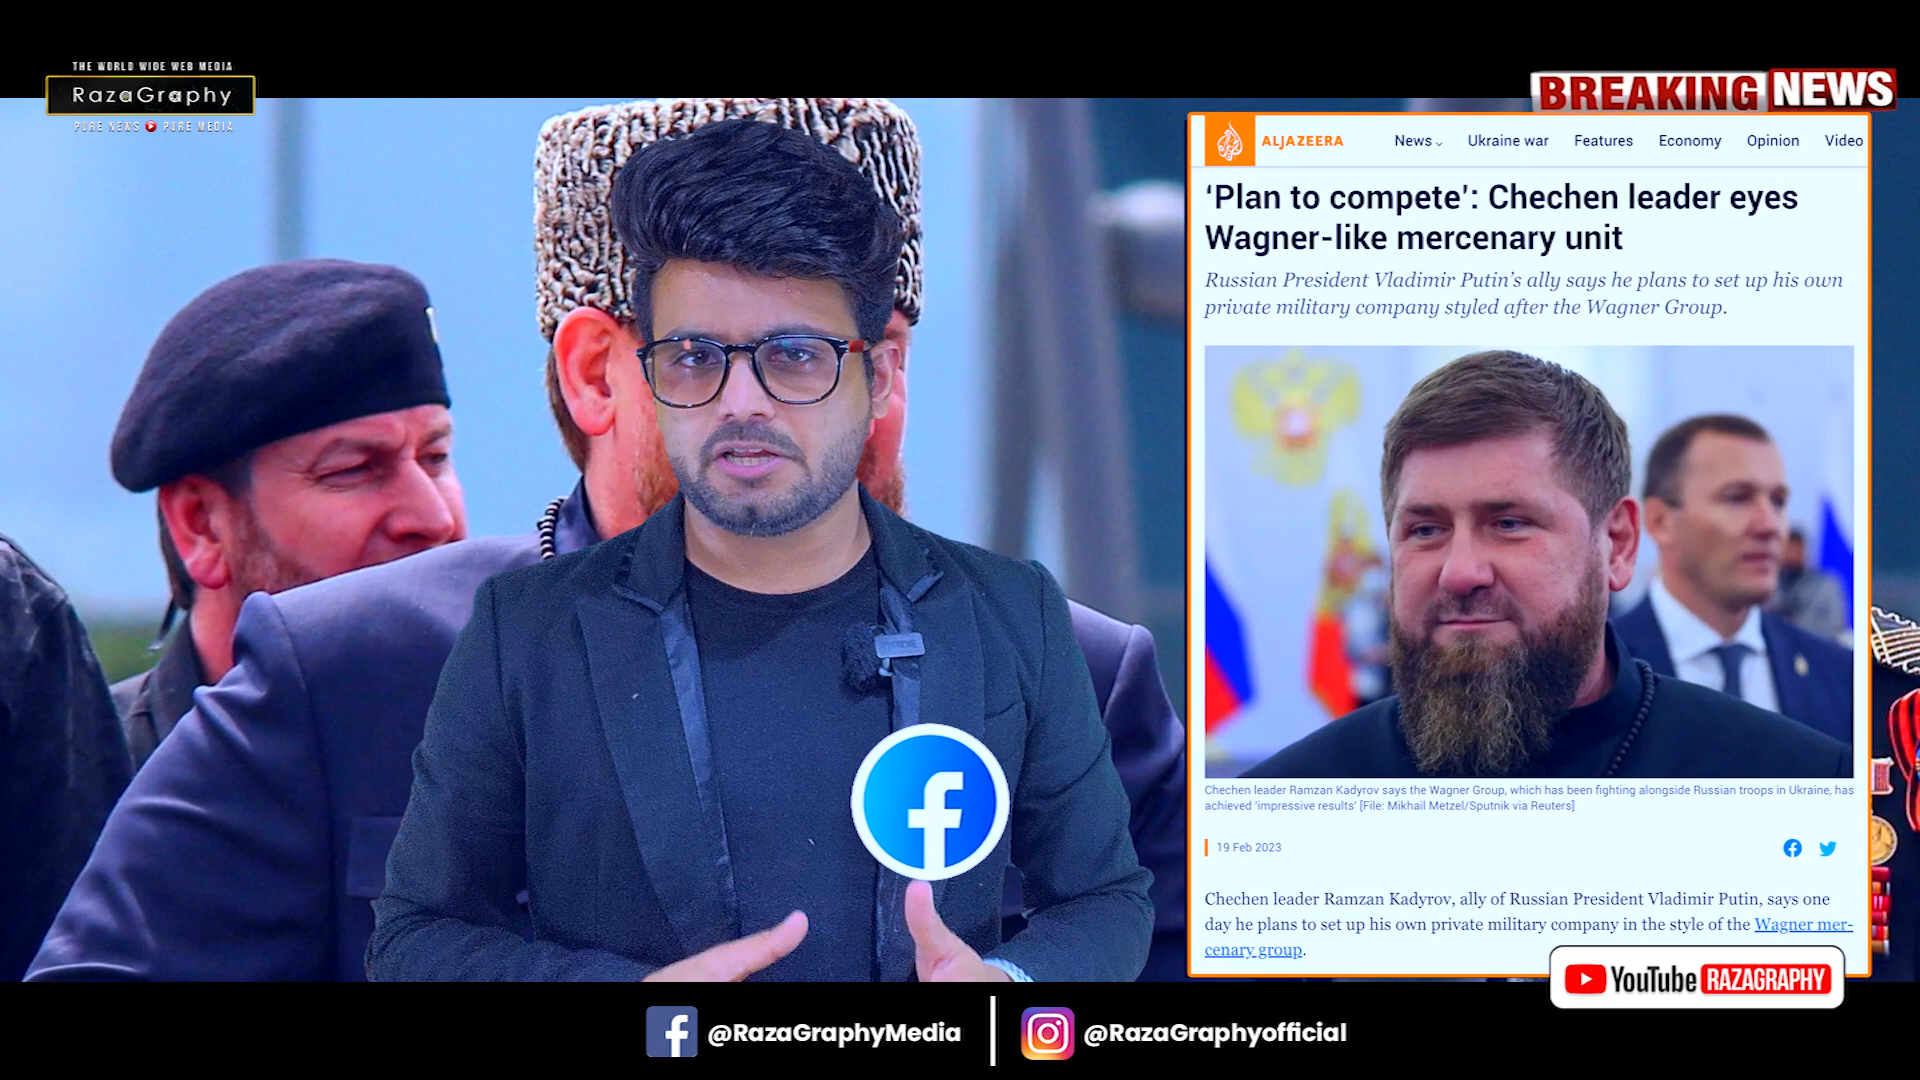 THE WORLD WIDE WEB MEDIA
RazaGraphy
PURE NEWS PURE MEDIA
BREAKING NEWS
ALJAZEERA
News Ukraine war Features Economy Opinion Video
‘Plan to compete’: Chechen leader eyes
Wagner-like mercenary unit
Russian President Vladimir Putin’s ally says he plans to set up his own
private military company styled after the Wagner Group.
Chechen leader Ramzan Kadyrov says the Wagner Group, which has been fighting alongside Russian troops in Ukraine, has
achieved ‘impressive results’ [File: Mikhail Metzel/Sputnik via Reuters]
19 Feb 2023
Chechen leader Ramzan Kadyrov, ally of Russian President Vladimir Putin, says one
day he plans to set up his own private military company in the style of the Wagner mer-
cenary group.
YouTube RAZAGRAPHY
@RazaGraphyMedia
@RazaGraphyofficial